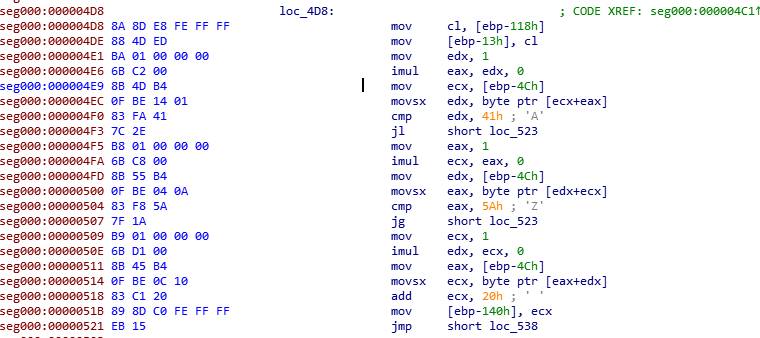 seg000:000004D8 loc_4D8: ; CODE XREF: seg000:000004C1↑
seg000:000004D8 8A 8D E8 FE FF FF mov cl, [ebp-118h]
seg000:000004DE 88 4D ED mov [ebp-13h], cl
seg000:000004E1 BA 01 00 00 00 mov edx, 1
seg000:000004E6 6B C2 00 imul eax, edx, 0
seg000:000004E9 8B 4D B4 mov ecx, [ebp-4Ch]
seg000:000004EC 0F BE 14 01 movsx edx, byte ptr [ecx+eax]
seg000:000004F0 83 FA 41 cmp edx, 41h ; 'A'
seg000:000004F3 7C 2E jl short loc_523
seg000:000004F5 B8 01 00 00 00 mov eax, 1
seg000:000004FA 6B C8 00 imul ecx, eax, 0
seg000:000004FD 8B 55 B4 mov edx, [ebp-4Ch]
seg000:00000500 0F BE 04 0A movsx eax, byte ptr [edx+ecx]
seg000:00000504 83 F8 5A cmp eax, 5Ah ; 'Z'
seg000:00000507 7F 1A jg short loc_523
seg000:00000509 B9 01 00 00 00 mov ecx, 1
seg000:0000050E 6B D1 00 imul edx, ecx, 0
seg000:00000511 8B 45 B4 mov eax, [ebp-4Ch]
seg000:00000514 0F BE 0C 10 movsx ecx, byte ptr [eax+edx]
seg000:00000518 83 C1 20 add ecx, 20h ; ' '
seg000:0000051B 89 8D C0 FE FF FF mov [ebp-140h], ecx
seg000:00000521 EB 15 jmp short loc_538